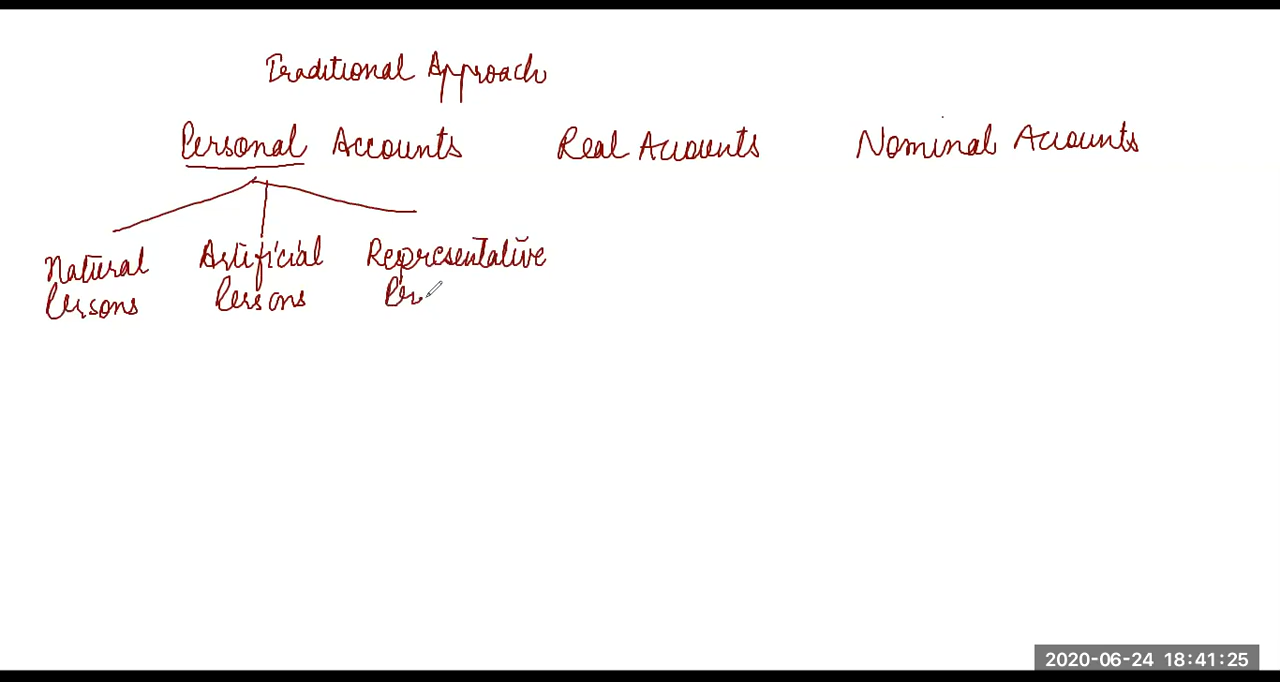 Traditional Approach
Personal Accounts Real Accounts Nominal Accounts
Natural Persons
Artificial Persons
Representative Per
2020-06-24 18:41:25